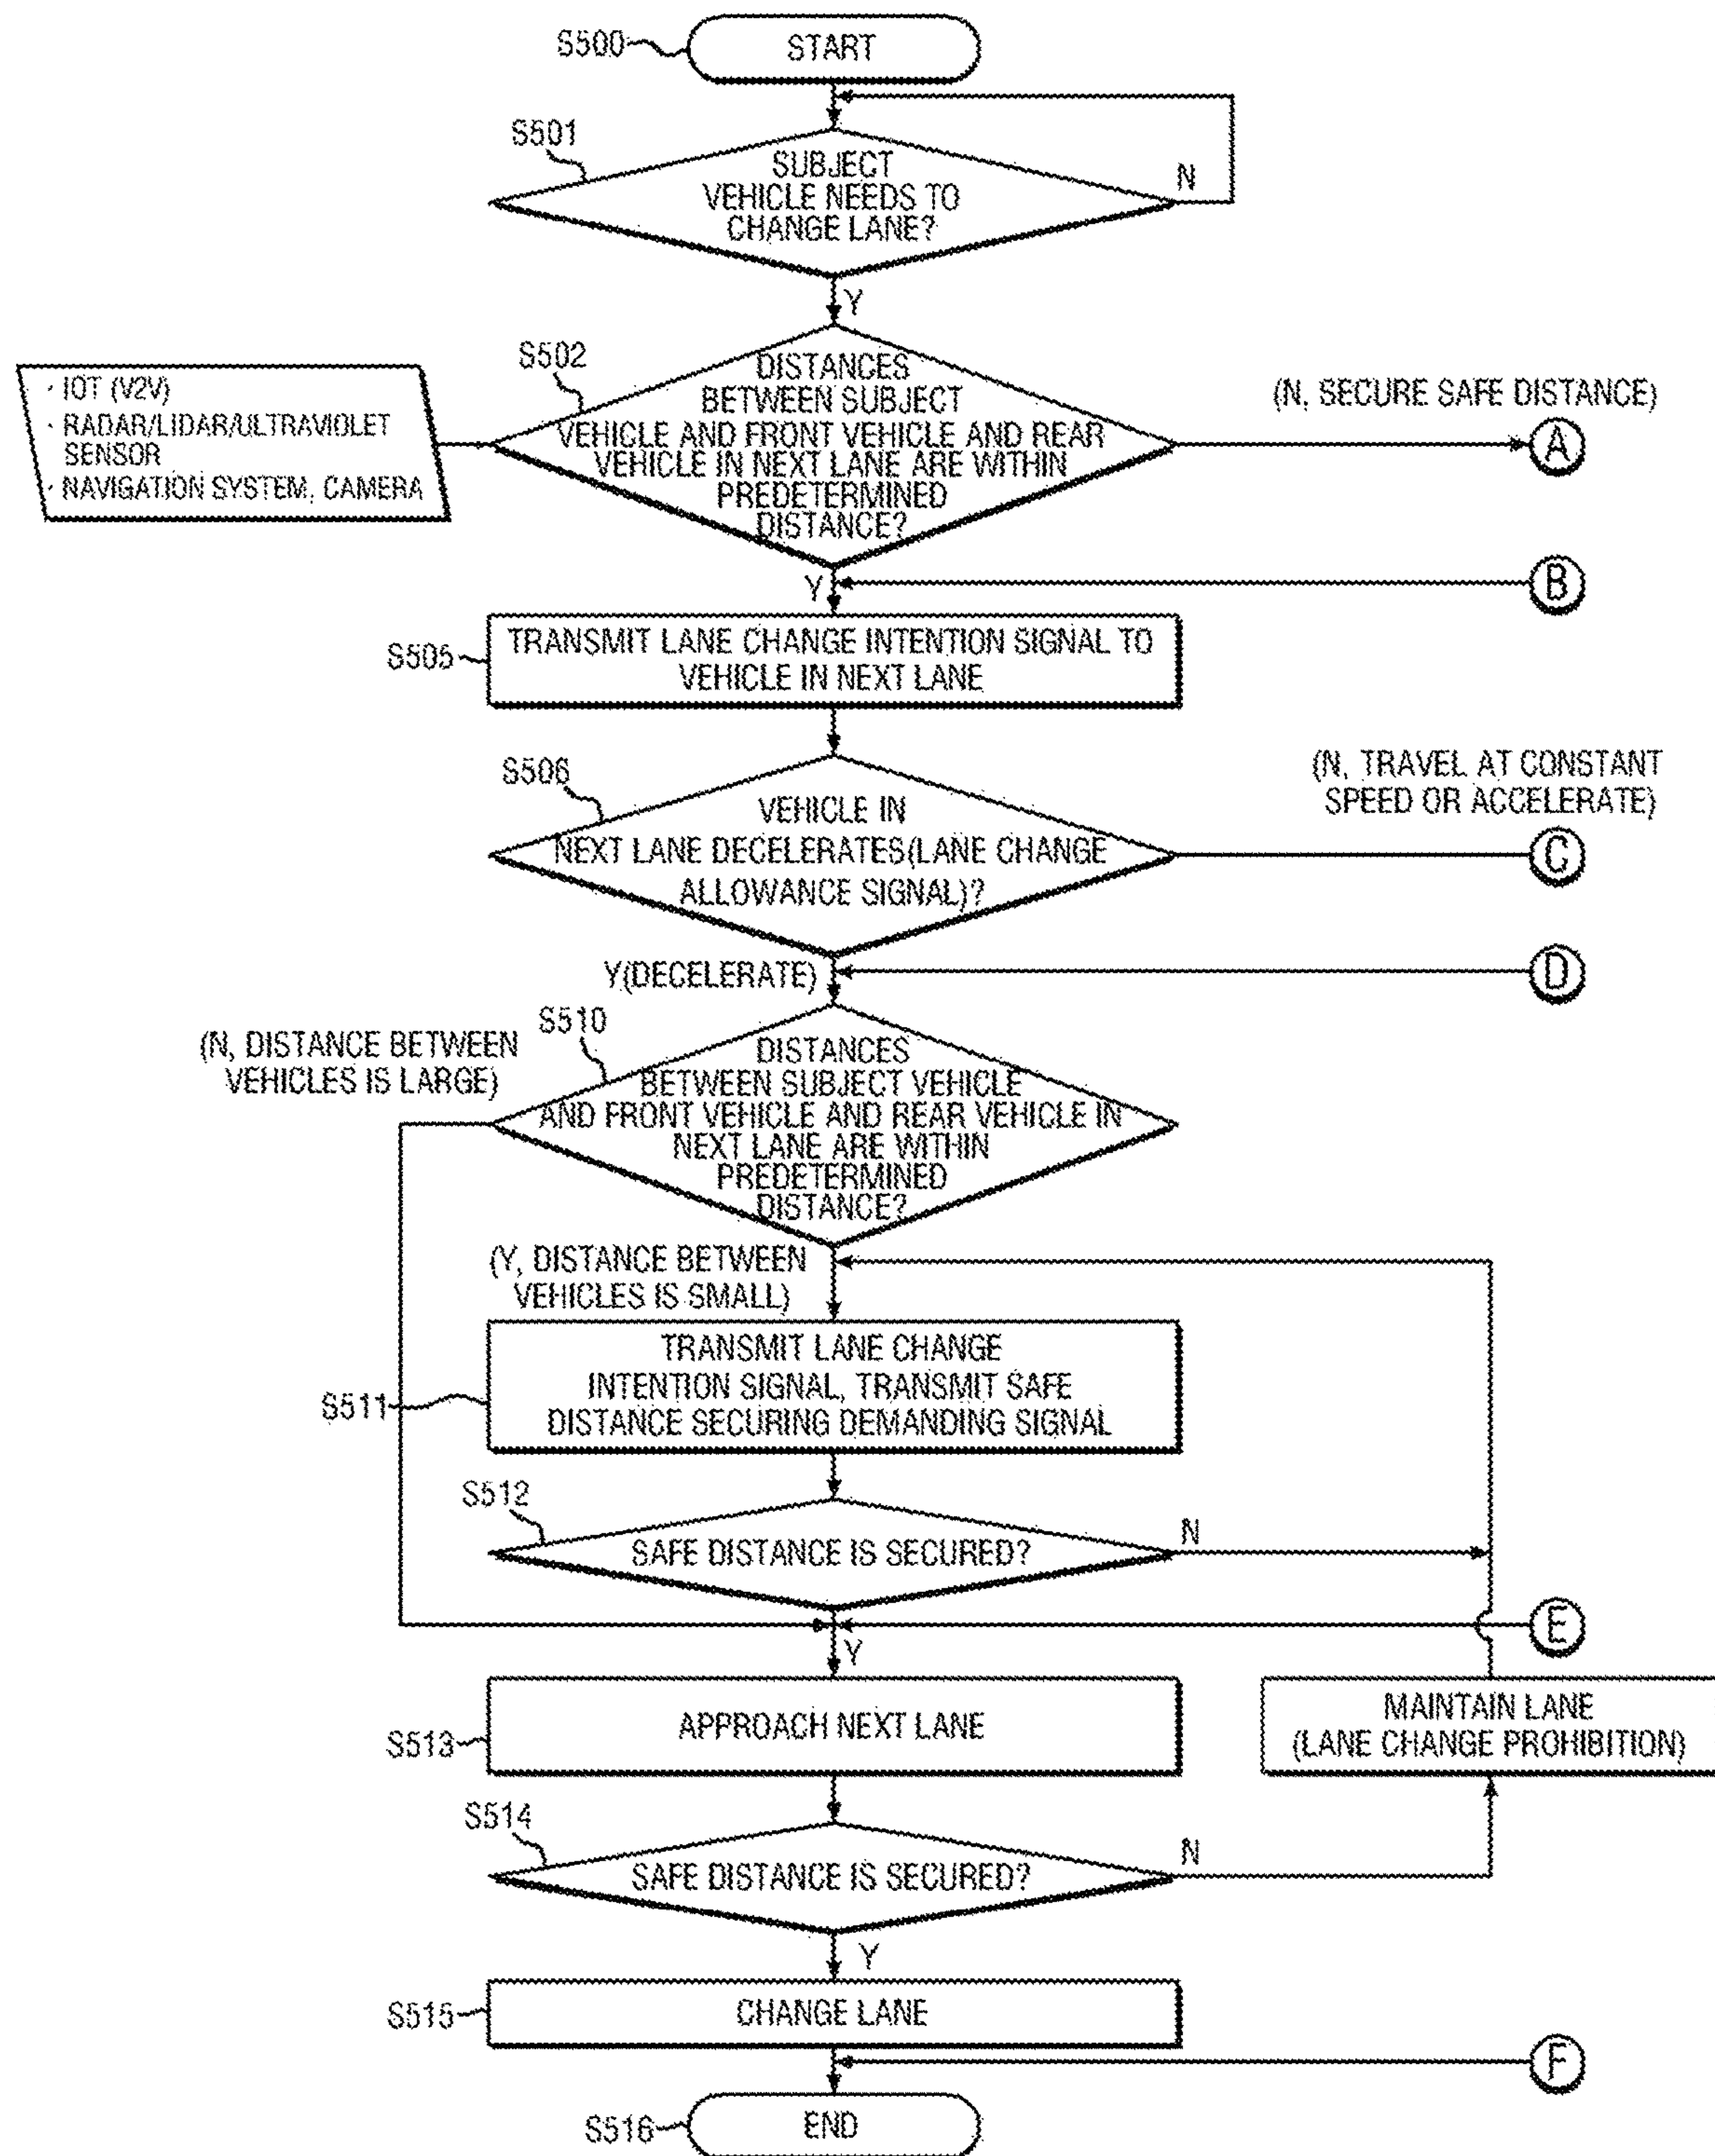 S500
START
S501
SUBJECT
VEHICLE NEEDS TO
CHANGE LANE?
N
Y
S502
· IOT (V2V)
· RADAR/LIDAR/ULTRAVIOLET
SENSOR
· NAVIGATION SYSTEM, CAMERA
DISTANCES
BETWEEN SUBJECT
VEHICLE AND FRONT VEHICLE AND REAR
VEHICLE IN NEXT LANE ARE WITHIN
PREDETERMINED
DISTANCE?
(N, SECURE SAFE DISTANCE)
A
Y
B
S505
TRANSMIT LANE CHANGE INTENTION SIGNAL TO
VEHICLE IN NEXT LANE
S506
VEHICLE IN
NEXT LANE DECELERATES(LANE CHANGE
ALLOWANCE SIGNAL)?
(N, TRAVEL AT CONSTANT
SPEED OR ACCELERATE)
C
Y(DECELERATE)
D
S510
(N, DISTANCE BETWEEN
VEHICLES IS LARGE)
DISTANCES
BETWEEN SUBJECT VEHICLE
AND FRONT VEHICLE AND REAR VEHICLE IN
NEXT LANE ARE WITHIN
PREDETERMINED
DISTANCE?
(Y, DISTANCE BETWEEN
VEHICLES IS SMALL)
S511
TRANSMIT LANE CHANGE
INTENTION SIGNAL, TRANSMIT SAFE
DISTANCE SECURING DEMANDING SIGNAL
S512
SAFE DISTANCE IS SECURED?
N
E
Y
S513
APPROACH NEXT LANE
MAINTAIN LANE
(LANE CHANGE PROHIBITION)
S514
SAFE DISTANCE IS SECURED?
N
Y
S515
CHANGE LANE
F
S516
END